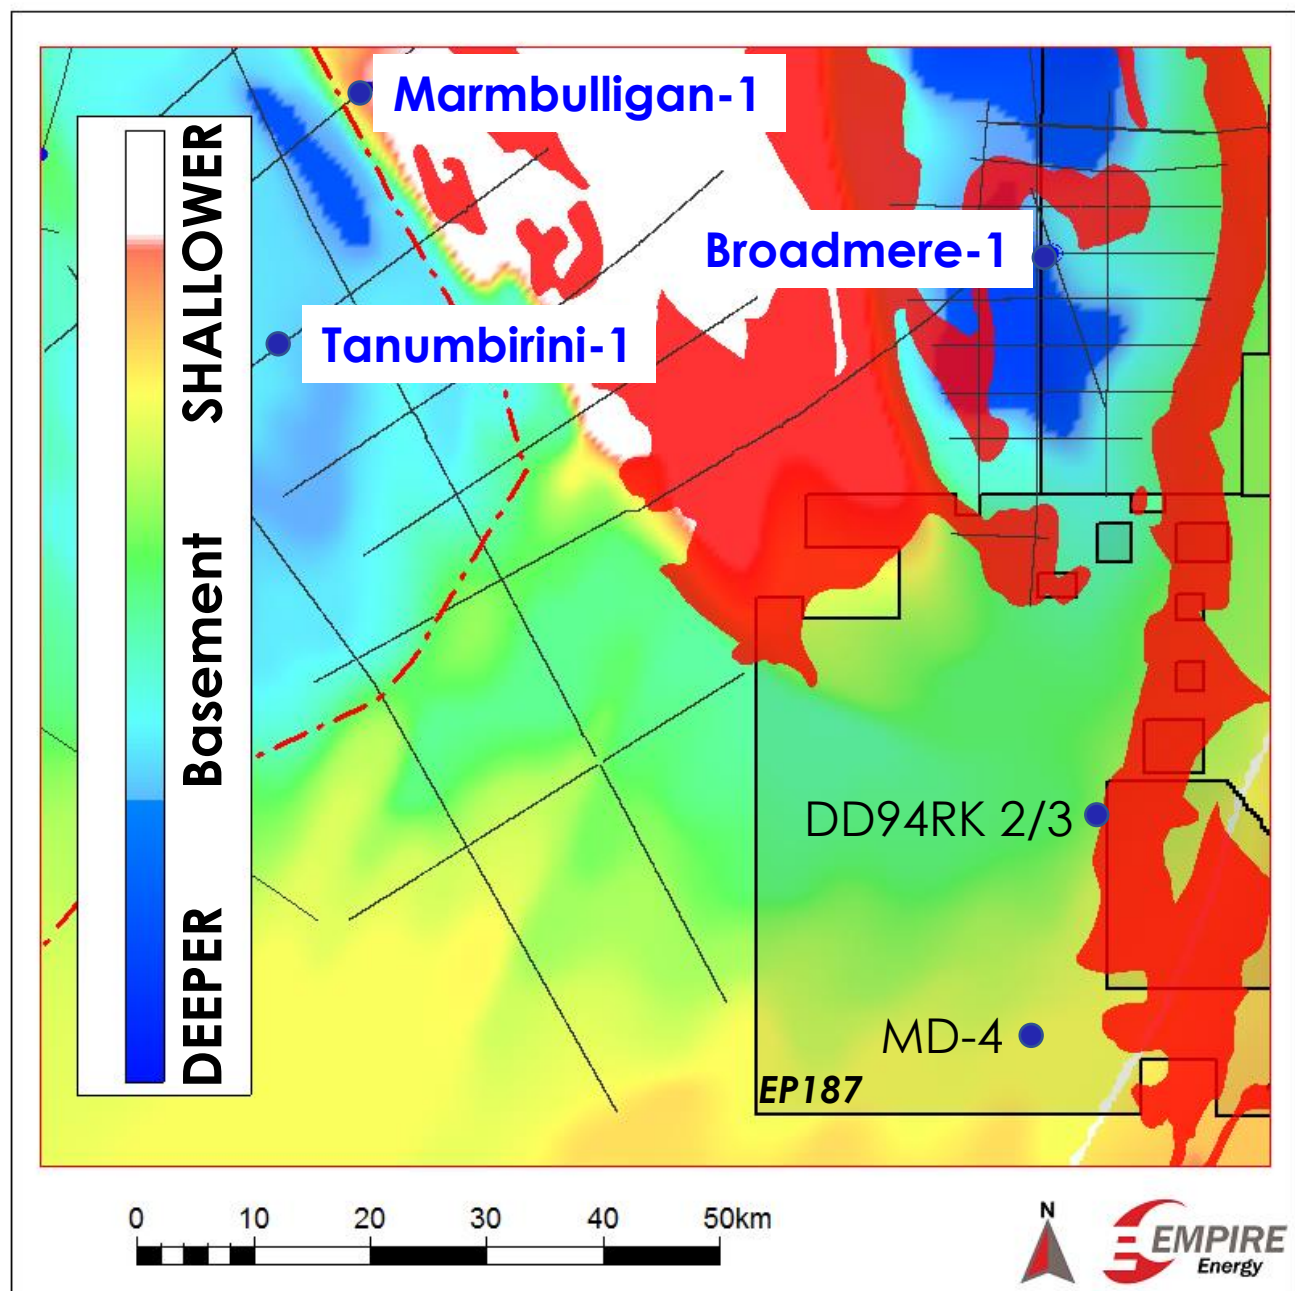 Marmbulligan-1
Broadmere-1
Tanumbirini-1
SHALLOWER
Basement
DEEPER
DD94RK 2/3
MD-4
EP187
0 10 20 30 40 50km
N
EMPIRE
Energy